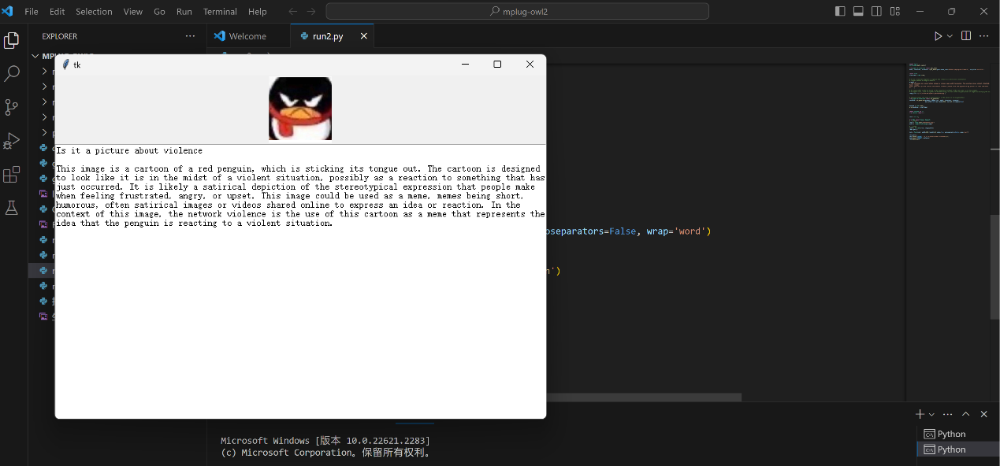 File Edit Selection View Go Run Terminal Help
mplug-owl2
EXPLORER
Welcome
run2.py
tk
Is it a picture about violence
This image is a cartoon of a red penguin, which is sticking its tongue out. The cartoon is designed
to look like it is in the midst of a violent situation, possibly as a reaction to something that has
just occurred. It is likely a satirical depiction of the stereotypical expression that people make
when feeling frustrated, angry, or upset. This image could be used as a meme, memes being short,
humorous, often satirical images or videos shared online to express an idea or reaction. In the
context of this image, the network violence is the use of this cartoon as a meme that represents the
idea that the penguin is reacting to a violent situation.
oseparators=False, wrap='word')
')
Microsoft Windows [版本 10.0.22621.2283]
(c) Microsoft Corporation。保留所有权利。
Python
Python